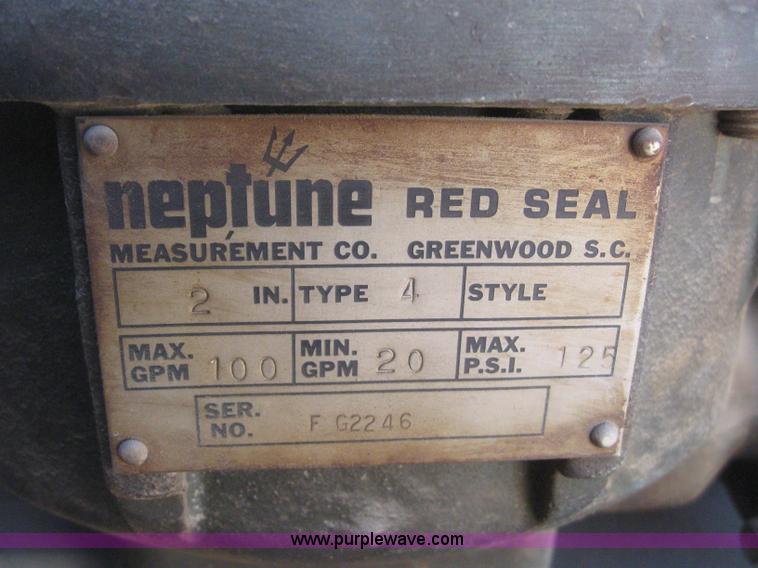 neptune RED SEAL
MEASUREMENT CO. GREENWOOD S.C.
2 IN. TYPE 4 STYLE
MAX. GPM 100 MIN. GPM 20 MAX. P.S.I. 125
SER. NO. F G2246
www.purplewave.com